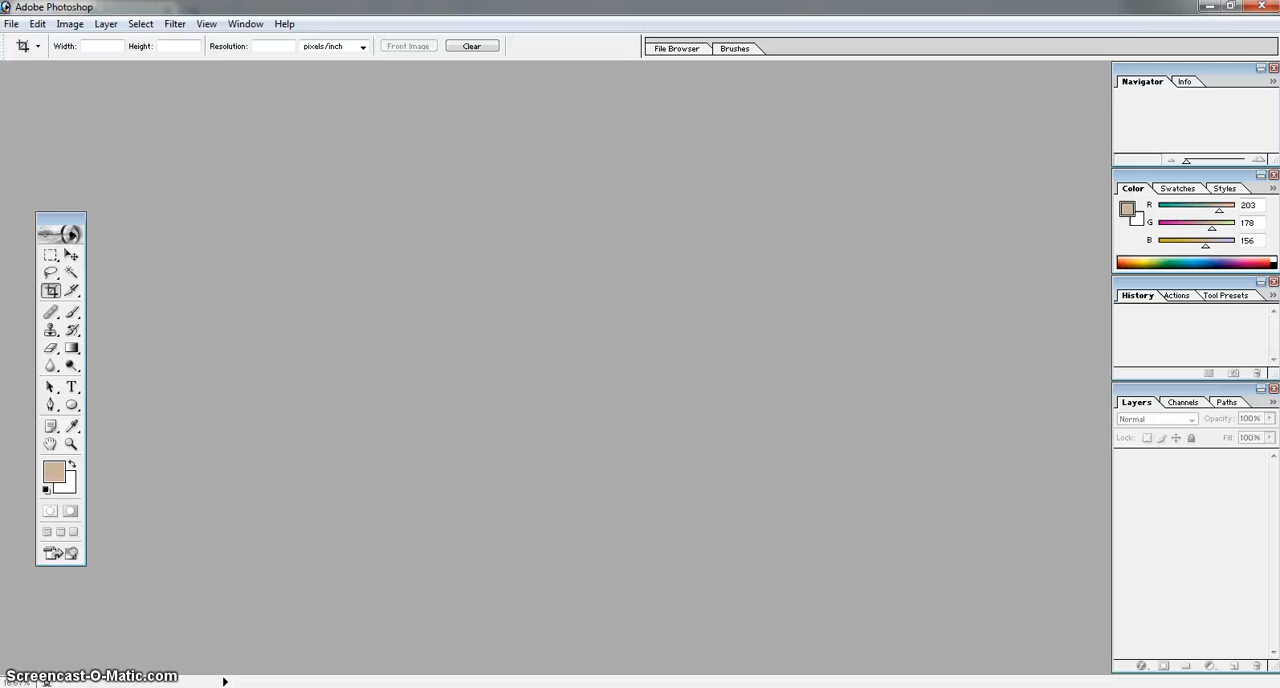 Adobe Photoshop
File Edit Image Layer Select Filter View Window Help
Width: Height: Resolution: pixels/inch Front Image Clear File Browser Brushes
Navigator Info
Color Swatches Styles
R 203
G 178
B 156
History Actions Tool Presets
Layers Channels Paths
Normal Opacity: 100%
Lock: Fill: 100%
T
Screencast-O-Matic.com